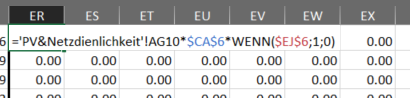 ER ES ET EU EV EW EX
6 ='PV&Netzdienlichkeit'!AG10*$CA$6*WENN($EJ$6;1;0) 0.00
9 0.00 0.00 0.00 0.00 0.00 0.00 0.00
0.00 0.00 0.00 0.00 0.00 0.00 0.00